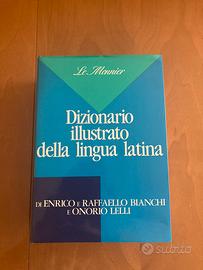 Le Monnier
Dizionario
illustrato
della lingua latina
DI ENRICO E RAFFAELLO BIANCHI
E ONORIO LELLI
subito